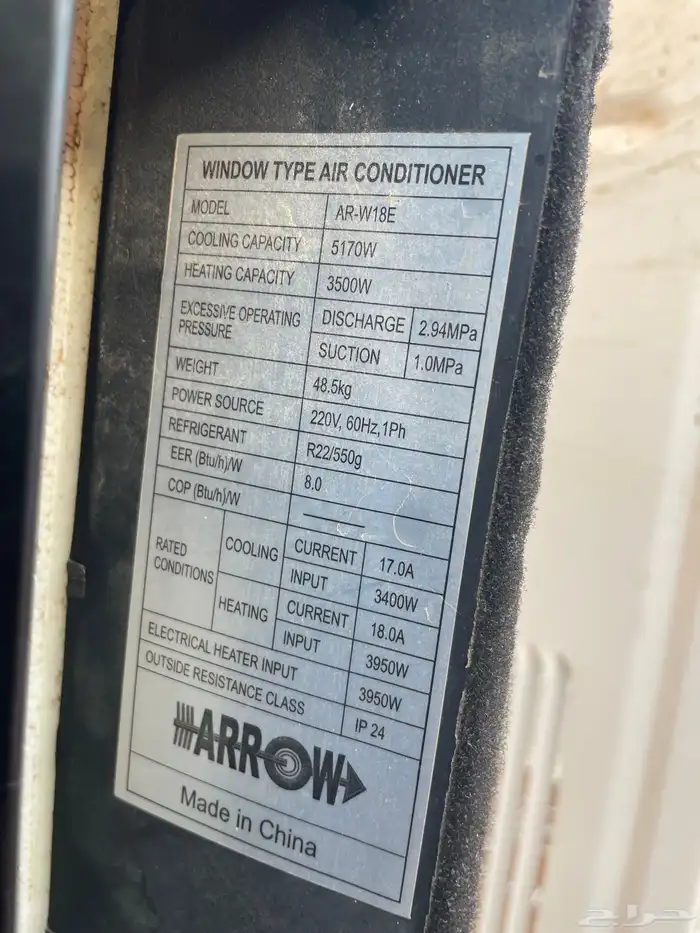 WINDOW TYPE AIR CONDITIONER
MODEL AR-W18E
COOLING CAPACITY 5170W
HEATING CAPACITY 3500W
EXCESSIVE OPERATING PRESSURE DISCHARGE 2.94MPa
SUCTION 1.0MPa
WEIGHT 48.5kg
POWER SOURCE 220V, 60Hz,1Ph
REFRIGERANT R22/550g
EER (Btu/h)/W 8.0
COP (Btu/h)/W ———
RATED CONDITIONS COOLING CURRENT 17.0A
INPUT 3400W
HEATING CURRENT 18.0A
INPUT 3950W
ELECTRICAL HEATER INPUT 3950W
OUTSIDE RESISTANCE CLASS IP 24
ARROW
Made in China
حراج